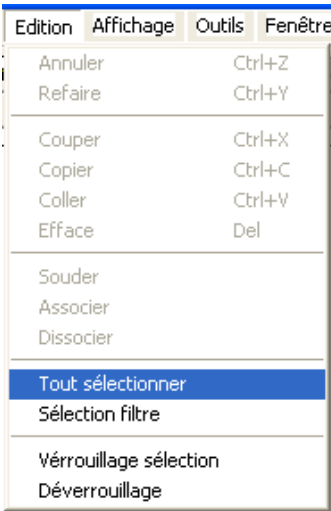 Edition Affichage Outils Fenêtre
Annuler Ctrl+Z
Refaire Ctrl+Y
Couper Ctrl+X
Copier Ctrl+C
Coller Ctrl+V
Efface Del
Souder
Associer
Dissocier
Tout sélectionner
Sélection filtre
Vérrouillage sélection
Déverrouillage